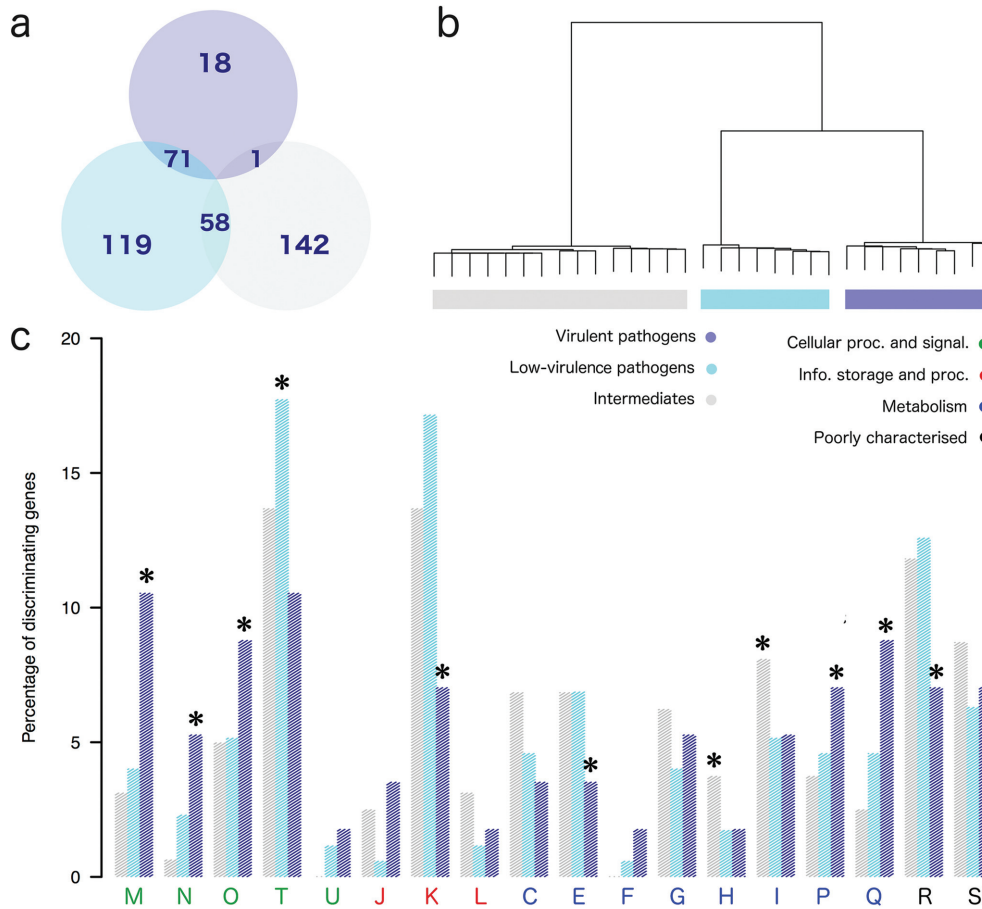 a
b
18
71
1
58
119
142
c
Virulent pathogens
Low-virulence pathogens
Intermediates
Cellular proc. and signal.
Info. storage and proc.
Metabolism
Poorly characterised
Percentage of discriminating genes
20
15
10
5
0
* * * * * * * * * * *
M N O T U J K L C E F G H I P Q R S